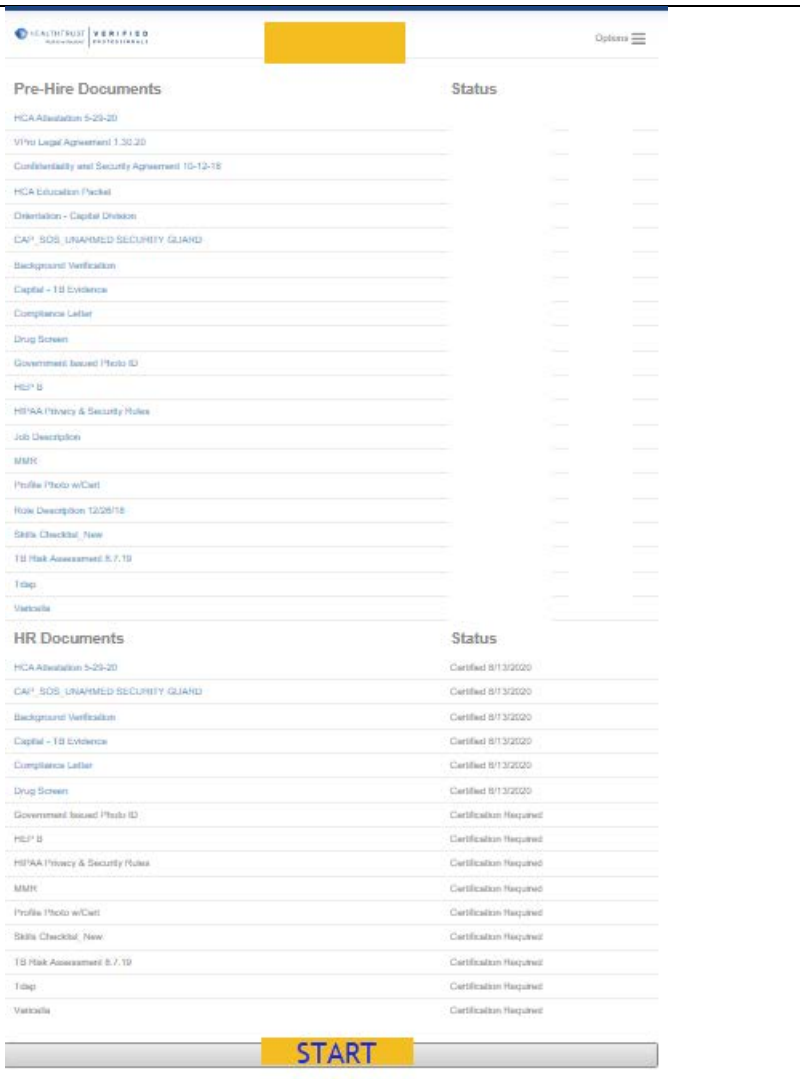 HEALTHTRUST VERIFIED
PROFESSIONALS
Options
Pre-Hire Documents Status
HCA Attestation 5-29-20
VPro Legal Agreement 1.30.20
Confidentiality and Security Agreement 10-12-18
HCA Education Packet
Orientation - Capital Division
CAP_SOS_UNARMED SECURITY GUARD
Background Verification
Capital - TB Evidence
Compliance Letter
Drug Screen
Government Issued Photo ID
HEP B
HIPAA Privacy & Security Rules
Job Description
MMR
Profile Photo w/Cert
Role Description 12/28/18
Skills Checklist_New
TB Risk Assessment 8.7.19
Tdap
Varicella
HR Documents Status
HCA Attestation 5-29-20 Certified 8/13/2020
CAP_SOS_UNARMED SECURITY GUARD Certified 8/13/2020
Background Verification Certified 8/13/2020
Capital - TB Evidence Certified 8/13/2020
Compliance Letter Certified 8/13/2020
Drug Screen Certified 8/13/2020
Government Issued Photo ID Certification Required
HEP B Certification Required
HIPAA Privacy & Security Rules Certification Required
MMR Certification Required
Profile Photo w/Cert Certification Required
Skills Checklist_New Certification Required
TB Risk Assessment 8.7.19 Certification Required
Tdap Certification Required
Varicella Certification Required
START